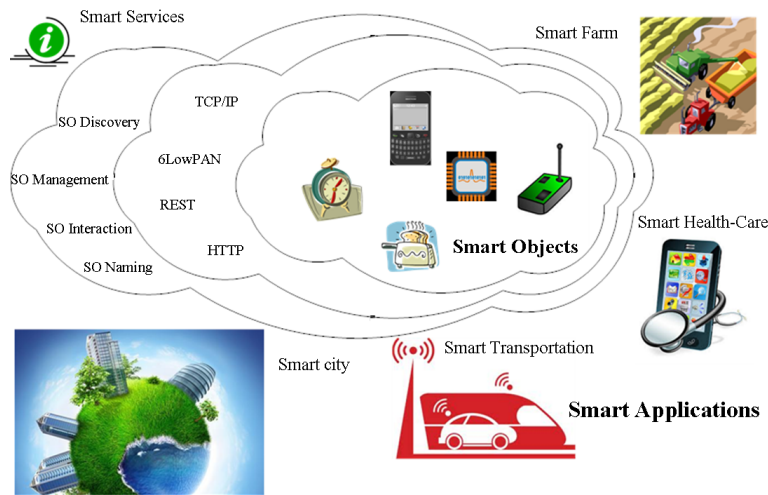 Smart Services
Smart Farm
TCP/IP
SO Discovery
6LowPAN
SO Management
REST
SO Interaction
HTTP
SO Naming
Smart Objects
Smart Health-Care
Smart city
Smart Transportation
Smart Applications